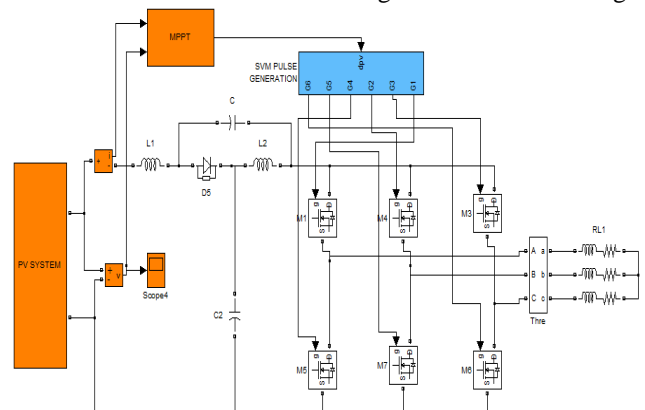 MPPT
SVM PULSE
GENERATION
dpv
G6
G5
G4
G2
G3
G1
C
L1
L2
D5
i
+
-
PV SYSTEM
+
-
v
Scope4
C2
M1
g
D
S
M4
g
D
S
M3
g
D
S
RL1
A a
B b
C c
Thre
M5
g
D
S
M7
g
D
S
M6
g
D
S